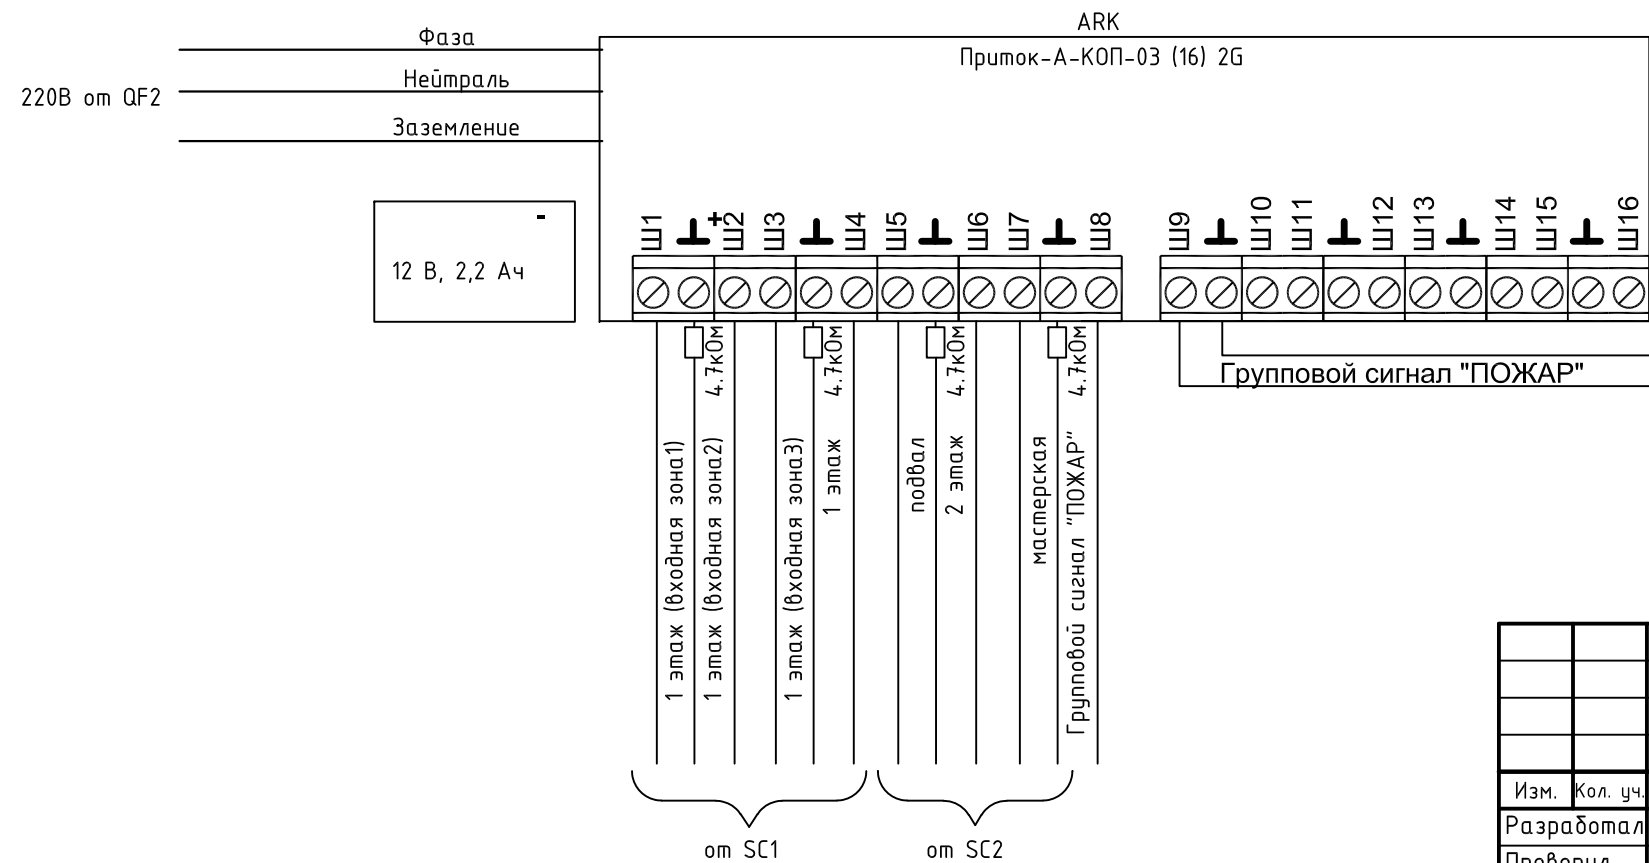 ARK
Приток-А-КОП-03 (16) 2G
Фаза
Нейтраль
220В от QF2
Заземление
-
12 В, 2,2 Ач
Ш1 + Ш2 Ш3 Ш4 Ш5 Ш6 Ш7 Ш8 Ш9 Ш10 Ш11 Ш12 Ш13 Ш14 Ш15 Ш16
4.7кОм
4.7кОм
4.7кОм
4.7кОм
Групповой сигнал "ПОЖАР"
1 этаж (входная зона1)
1 этаж (входная зона2)
1 этаж (входная зона3)
1 этаж
подвал
2 этаж
мастерская
Групповой сигнал "ПОЖАР"
от SC1
от SC2
Изм. Кол. уч.
Разработал
Проверил